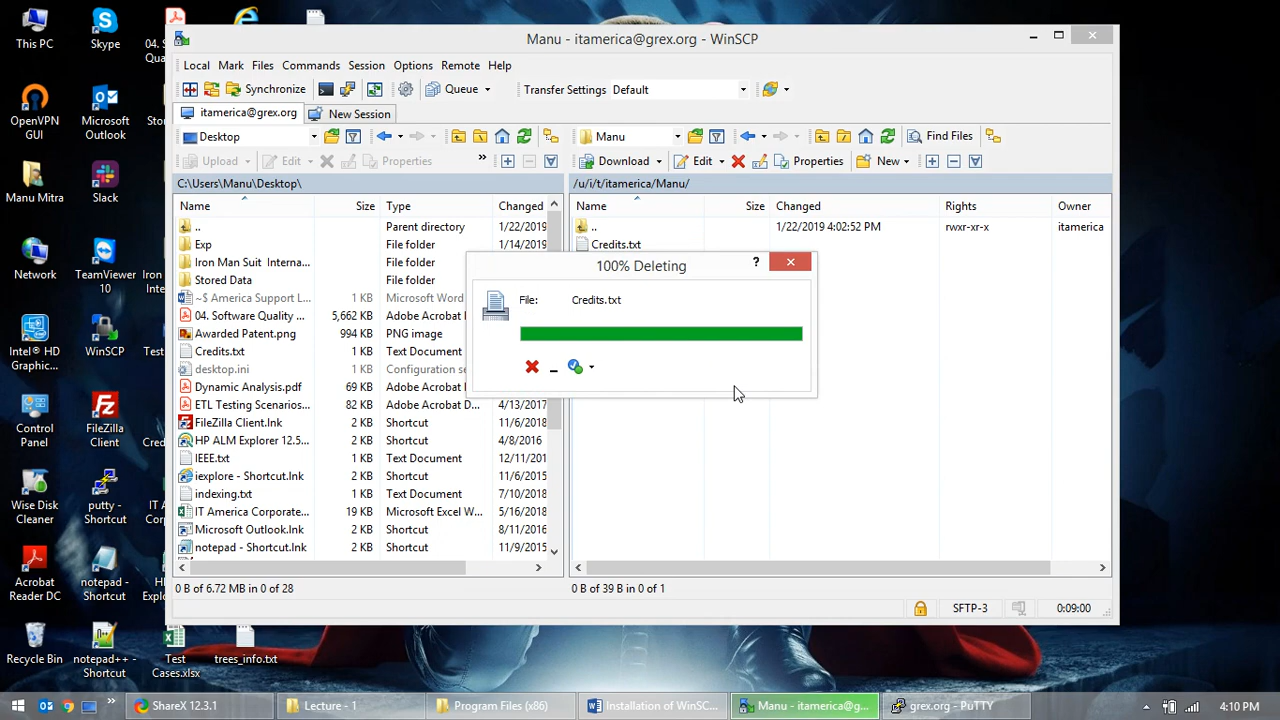 This PC
Skype
04. S
Qua
OpenVPN
GUI
Microsoft
Outlook
Stor
Manu Mitra
Slack
Network
TeamViewer
10
Iron
Man
Intel® HD
Graphic...
WinSCP
Test
Control
Panel
FileZilla
Client
Cred
Wise Disk
Cleaner
putty -
Shortcut
IT A
Corp
Acrobat
Reader DC
notepad -
Shortcut
H
Explo
Recycle Bin
notepad++ -
Shortcut
Test
Cases.xlsx
trees_info.txt
Manu - itamerica@grex.org - WinSCP
Local Mark Files Commands Session Options Remote Help
Synchronize Queue Transfer Settings Default
itamerica@grex.org New Session
Desktop
Manu Find Files
Upload Edit Properties »
Download Edit Properties New
C:\Users\Manu\Desktop\
/u/i/t/itamerica/Manu/
Name Size Type Changed
.. Parent directory 1/22/2019
Exp File folder 1/14/2019
Iron Man Suit Interna... File folder
Stored Data File folder
~$ America Support L... 1 KB Microsoft Word
04. Software Quality ... 5,662 KB Adobe Acrobat
Awarded Patent.png 994 KB PNG image
Credits.txt 1 KB Text Document
desktop.ini 1 KB Configuration se
Dynamic Analysis.pdf 69 KB Adobe Acrobat
ETL Testing Scenarios... 82 KB Adobe Acrobat D... 4/13/2017
FileZilla Client.lnk 2 KB Shortcut 11/6/2018
HP ALM Explorer 12.5... 2 KB Shortcut 4/8/2016
IEEE.txt 1 KB Text Document 12/11/201
iexplore - Shortcut.lnk 2 KB Shortcut 11/6/2015
indexing.txt 1 KB Text Document 7/10/2018
IT America Corporate... 19 KB Microsoft Excel W... 5/16/2018
Microsoft Outlook.lnk 2 KB Shortcut 8/11/2016
notepad - Shortcut.lnk 2 KB Shortcut 11/9/2015
Name Size Changed Rights Owner
.. 1/22/2019 4:02:52 PM rwxr-xr-x itamerica
Credits.txt
100% Deleting
?
File: Credits.txt
0 B of 6.72 MB in 0 of 28
0 B of 39 B in 0 of 1
SFTP-3 0:09:00
» ShareX 12.3.1 Lecture - 1 Program Files (x86) Installation of WinSC... Manu - itamerica@g... grex.org - PuTTY 4:10 PM